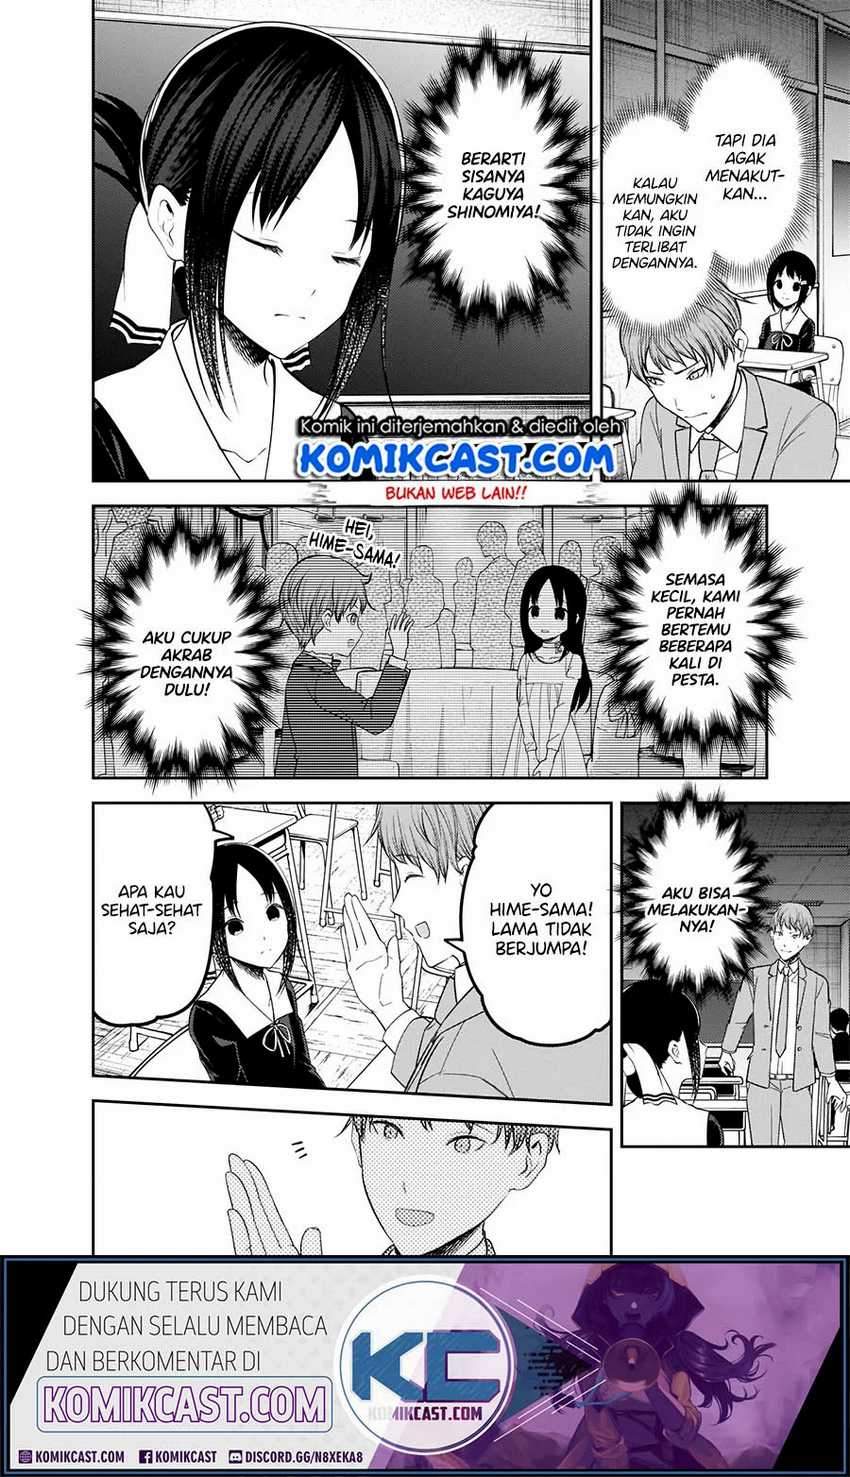 TAPI DIA
AGAK
MENAKUT-
KAN...
KALAU
MEMUNGKIN
KAN, AKU
TIDAK INGIN
TERLIBAT
DENGANNYA.
BERARTI
SISANYA
KAGUYA
SHINOMIYA!
Komik ini diterjemahkan & diedit oleh
KOMIKCAST.COM
BUKAN WEB LAIN!!
SEMASA
KECIL, KAMI
PERNAH
BERTEMU
BEBERAPA
KALI DI
PESTA.
HEI,
HIME-SAMA!
AKU CUKUP
AKRAB
DENGANNYA
DULU!
AKU BISA
MELAKUKAN-
NYA!
YO
HIME-SAMA!
LAMA TIDAK
BERJUMPA!
APA KAU
SEHAT-SEHAT
SAJA?
DUKUNG TERUS KAMI
DENGAN SELALU MEMBACA
DAN BERKOMENTAR DI
KOMIKCAST.COM
KC
KOMIKCAST.COM
KOMIKCAST.COM KOMIKCAST DISCORD.GG/N8XEKA8